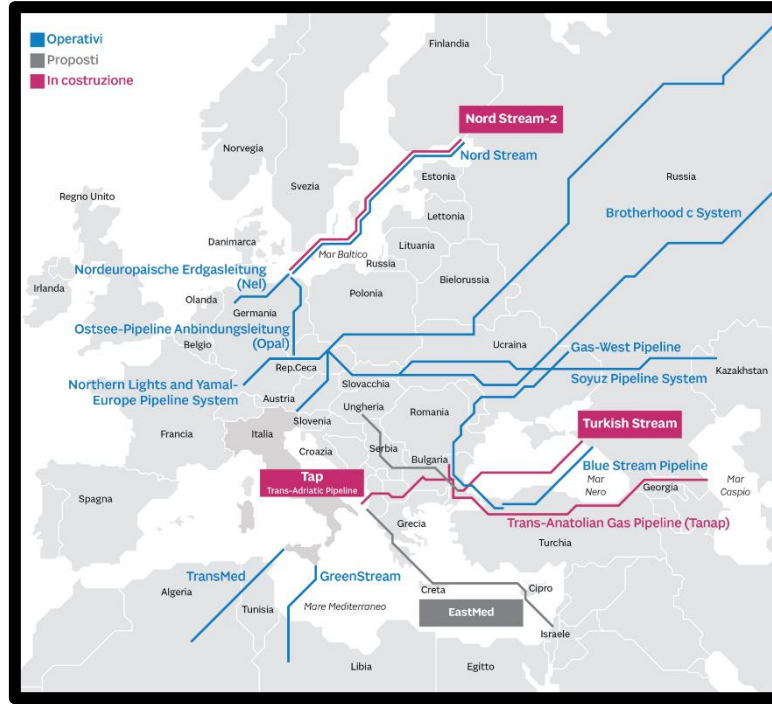 Operativi
Proposti
In costruzione
Finlandia
Nord Stream-2
Nord Stream
Norvegia
Svezia
Estonia
Russia
Regno Unito
Lettonia
Brotherhood c System
Danimarca
Mar Baltico
Lituania
Russia
Nordeuropaische Erdgasleitung
(Nel)
Bielorussia
Irlanda
Olanda
Polonia
Germania
Ostsee-Pipeline Anbindungsleitung
(Opal)
Belgio
Ucraina
Gas-West Pipeline
Rep.Ceca
Kazakhstan
Northern Lights and Yamal-
Europe Pipeline System
Slovacchia
Soyuz Pipeline System
Austria
Ungheria
Romania
Slovenia
Francia
Italia
Turkish Stream
Croazia
Serbia
Bulgaria
Blue Stream Pipeline
Tap
Trans-Adriatic Pipeline
Mar
Nero
Georgia
Mar
Caspio
Spagna
Grecia
Trans-Anatolian Gas Pipeline (Tanap)
Turchia
TransMed
GreenStream
Algeria
Tunisia
Mare Mediterraneo
Creta
Cipro
EastMed
Israele
Libia
Egitto